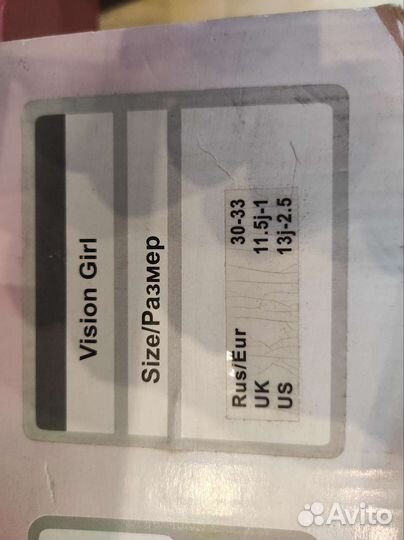 Vision Girl
Size/Размер
Rus/Eur 30-33
UK 11.5j-1
US 13j-2.5
Avito